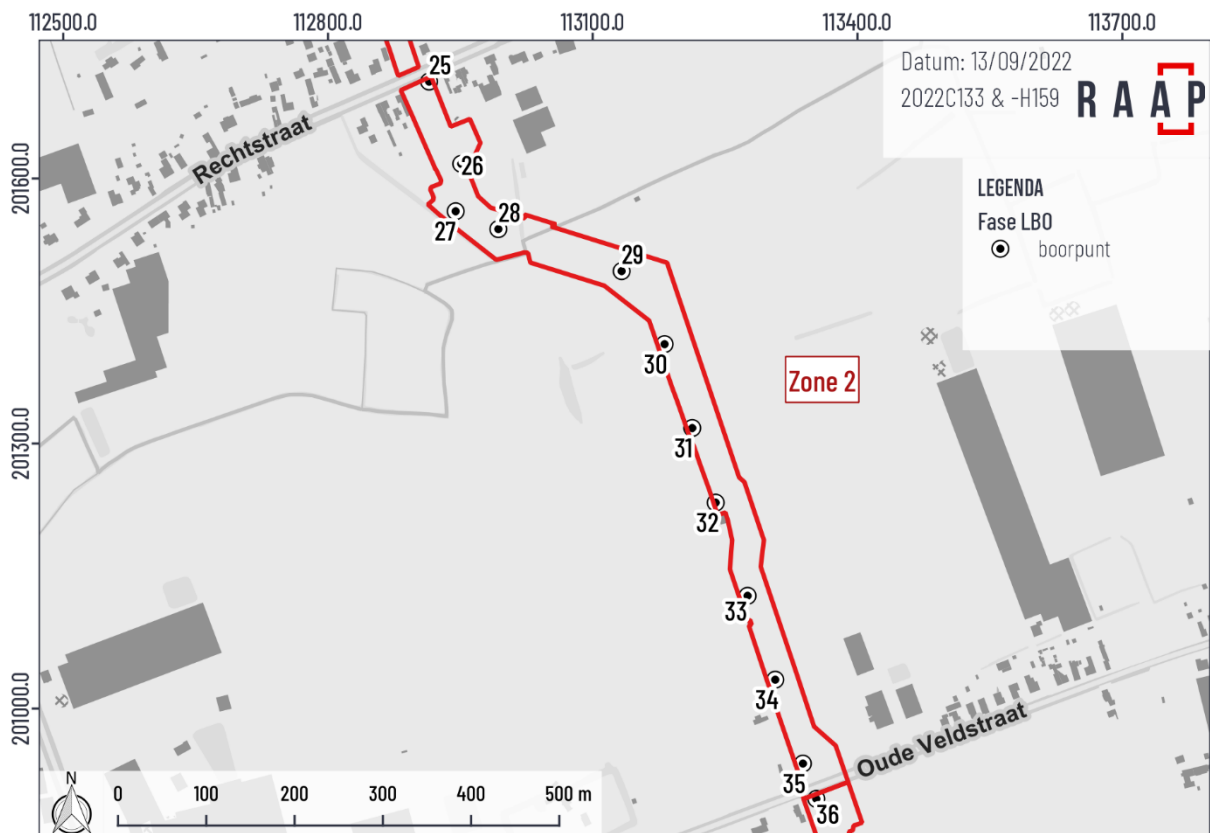 112500.0 112800.0 113100.0 113400.0 113700.0
Datum: 13/09/2022
2022C133 & -H159
RAAP
LEGENDA
Fase LBO
boorpunt
201600.0
201300.0
201000.0
Rechtstraat
25
26
27
28
29
30
Zone 2
31
32
33
34
35
36
Oude Veldstraat
N
0 100 200 300 400 500 m